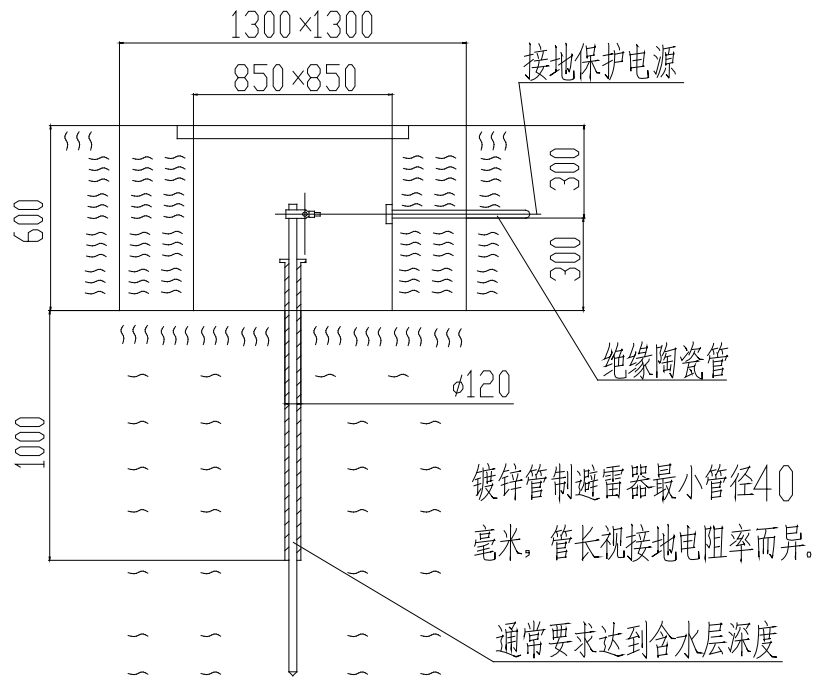 1300×1300
接地保护电源
850×850
300
600
300
绝缘陶瓷管
ϕ120
1000
镀锌管制避雷器最小管径40
毫米，管长视接地电阻率而异。
通常要求达到含水层深度